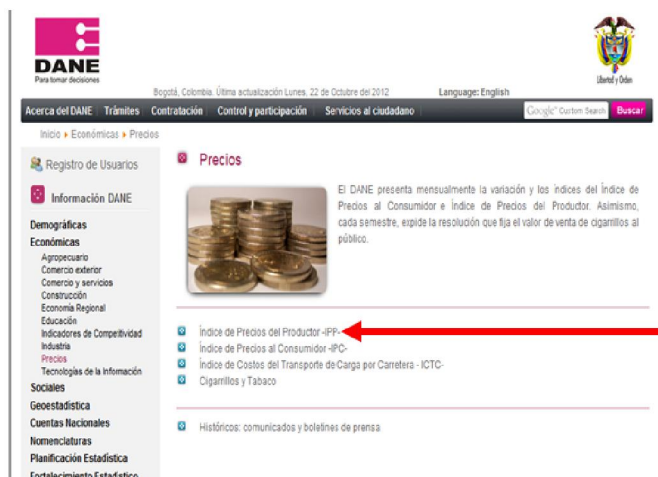 DANE
Para tomar decisiones
Libertad y Orden
Bogotá, Colombia. Última actualización Lunes, 22 de Octubre del 2012
Language: English
Acerca del DANE Trámites Contratación Control y participación Servicios al ciudadano
Google™ Custom Search Buscar
Inicio Económicas Precios
Registro de Usuarios
Información DANE
Demográficas
Económicas
Agropecuario
Comercio exterior
Comercio y servicios
Construcción
Economía Regional
Educación
Indicadores de Competitividad
Industria
Precios
Tecnologías de la Información
Sociales
Geoestadística
Cuentas Nacionales
Nomenclaturas
Planificación Estadística
Fortalecimiento Estadístico
Precios
El DANE presenta mensualmente la variación y los índices del Índice de
Precios al Consumidor e Índice de Precios del Productor. Asimismo,
cada semestre, expide la resolución que fija el valor de venta de cigarrillos al
público.
Índice de Precios del Productor -IPP-
Índice de Precios al Consumidor -IPC-
Índice de Costos del Transporte de Carga por Carretera - ICTC-
Cigarrillos y Tabaco
Históricos: comunicados y boletines de prensa